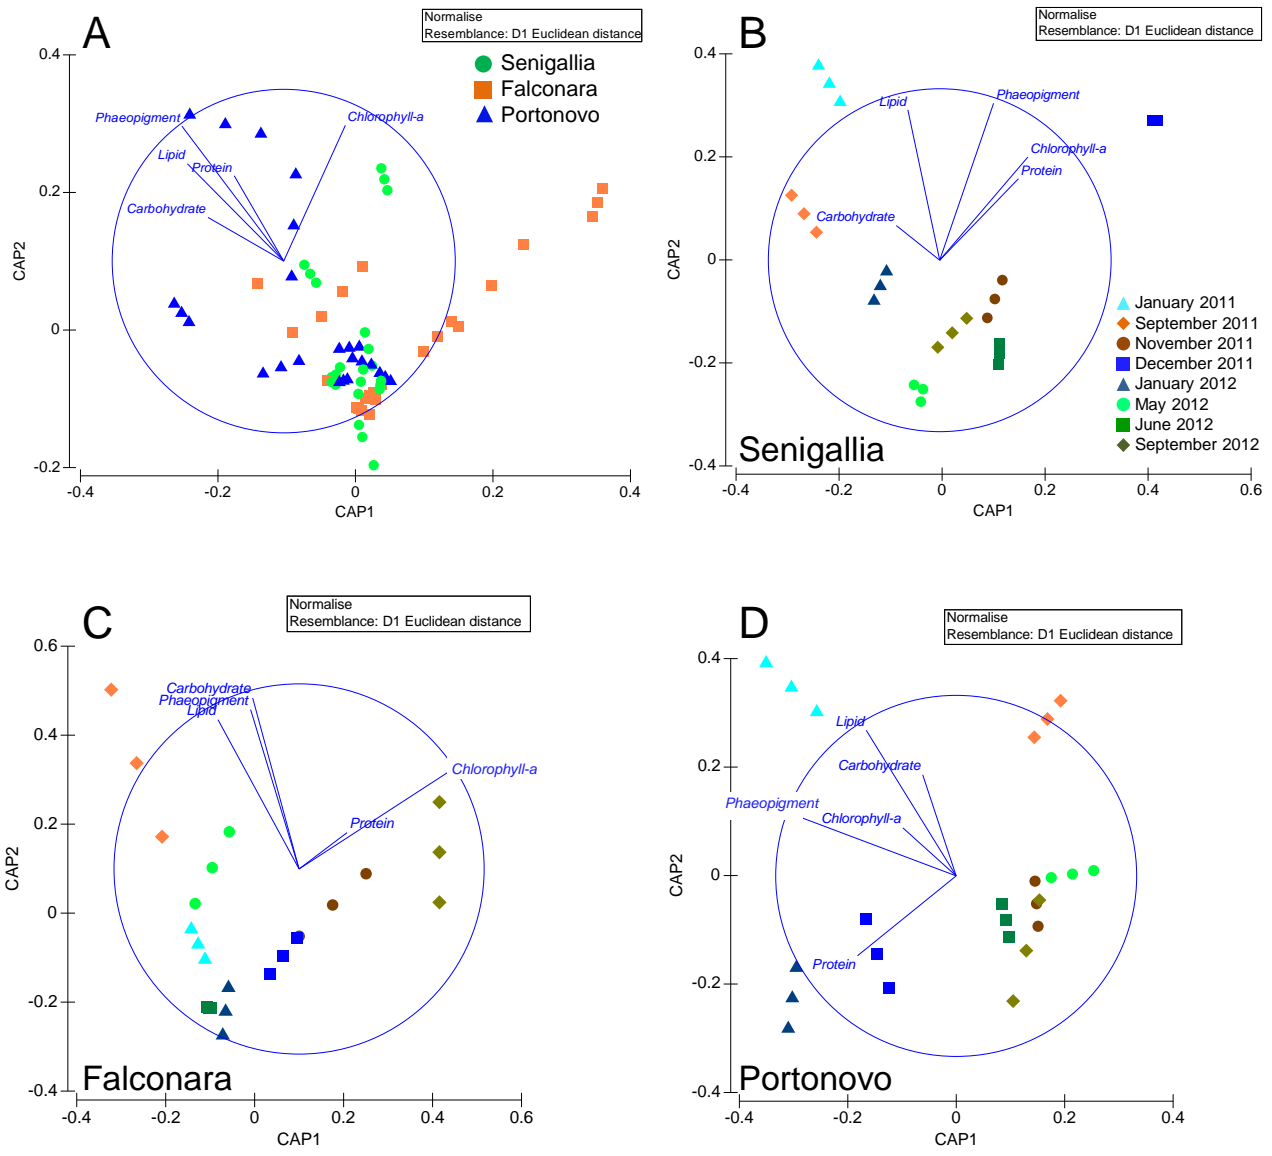 A
Normalise
Resemblance: D1 Euclidean distance
Senigallia
Falconara
Portonovo
0.4
0.2
0
-0.2
CAP2
Phaeopigment
Chlorophyll-a
Lipid
Protein
Carbohydrate
-0.4
-0.2
0
0.2
0.4
CAP1
B
Normalise
Resemblance: D1 Euclidean distance
0.4
0.2
0
-0.2
-0.4
CAP2
Lipid
Phaeopigment
Chlorophyll-a
Protein
Carbohydrate
January 2011
September 2011
November 2011
December 2011
January 2012
May 2012
June 2012
September 2012
Senigallia
-0.4
-0.2
0
0.2
0.4
0.6
CAP1
C
Normalise
Resemblance: D1 Euclidean distance
0.6
0.4
0.2
0
-0.2
-0.4
CAP2
Carbohydrate
Phaeopigment
Lipid
Chlorophyll-a
Protein
Falconara
-0.4
-0.2
0
0.2
0.4
0.6
CAP1
D
Normalise
Resemblance: D1 Euclidean distance
0.4
0.2
0
-0.2
-0.4
CAP2
Lipid
Carbohydrate
Phaeopigment
Chlorophyll-a
Protein
Portonovo
-0.4
-0.2
0
0.2
0.4
CAP1